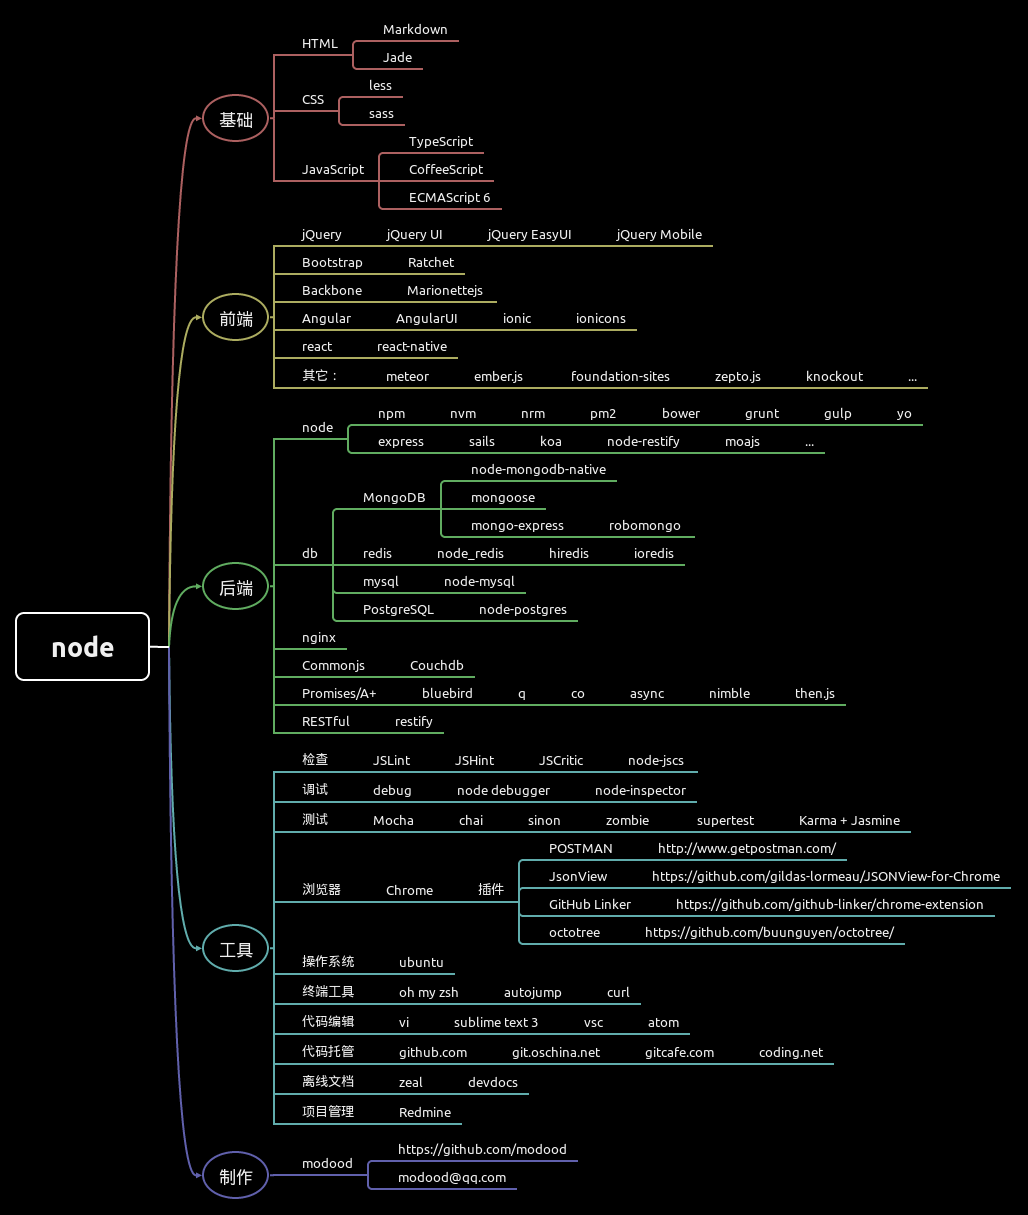 node
基础
HTML
Markdown
Jade
CSS
less
sass
JavaScript
TypeScript
CoffeeScript
ECMAScript 6
前端
jQuery jQuery UI jQuery EasyUI jQuery Mobile
Bootstrap Ratchet
Backbone Marionettejs
Angular AngularUI ionic ionicons
react react-native
其它： meteor ember.js foundation-sites zepto.js knockout ...
后端
node
npm nvm nrm pm2 bower grunt gulp yo
express sails koa node-restify moajs ...
db
MongoDB
node-mongodb-native
mongoose
mongo-express robomongo
redis node_redis hiredis ioredis
mysql node-mysql
PostgreSQL node-postgres
nginx
Commonjs Couchdb
Promises/A+ bluebird q co async nimble then.js
RESTful restify
工具
检查 JSLint JSHint JSCritic node-jscs
调试 debug node debugger node-inspector
测试 Mocha chai sinon zombie supertest Karma + Jasmine
浏览器 Chrome 插件
POSTMAN http://www.getpostman.com/
JsonView https://github.com/gildas-lormeau/JSONView-for-Chrome
GitHub Linker https://github.com/github-linker/chrome-extension
octotree https://github.com/buunguyen/octotree/
操作系统 ubuntu
终端工具 oh my zsh autojump curl
代码编辑 vi sublime text 3 vsc atom
代码托管 github.com git.oschina.net gitcafe.com coding.net
离线文档 zeal devdocs
项目管理 Redmine
制作
modood
https://github.com/modood
modood@qq.com